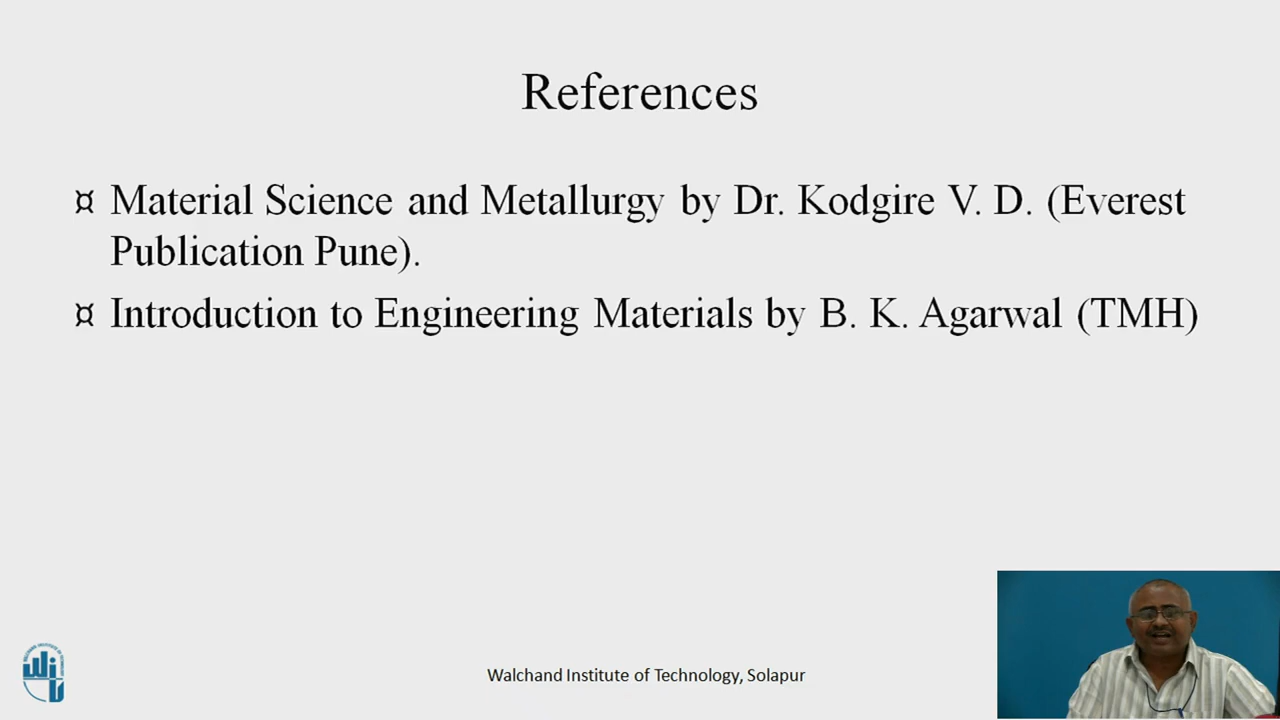 References
¤ Material Science and Metallurgy by Dr. Kodgire V. D. (Everest
Publication Pune).
¤ Introduction to Engineering Materials by B. K. Agarwal (TMH)
Walchand Institute of Technology, Solapur